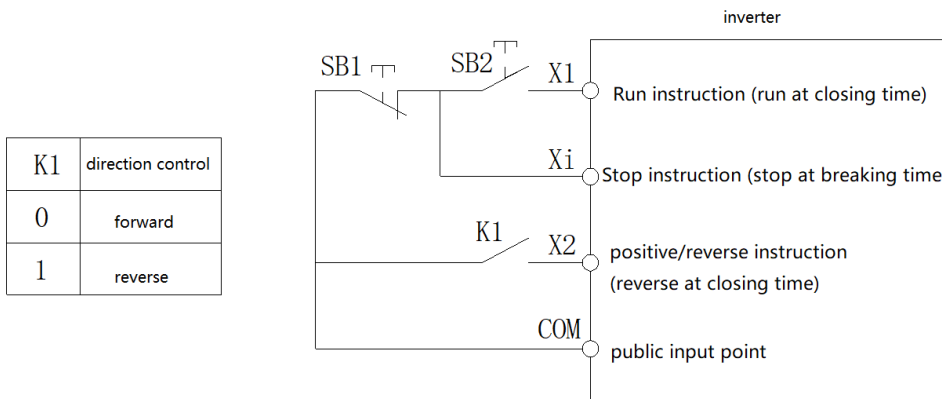 inverter
SB1
SB2
X1
Run instruction (run at closing time)
K1 direction control
0 forward
1 reverse
Xi
Stop instruction (stop at breaking time
K1
X2
positive/reverse instruction
(reverse at closing time)
COM
public input point